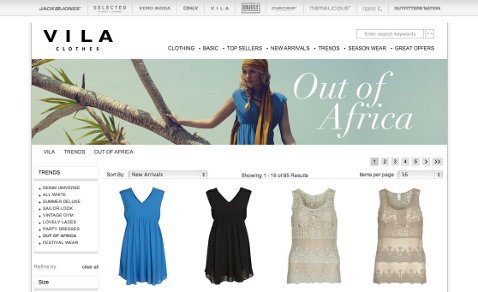 JACK & JONES SELECTED VERO MODA ONLY VILA OBJECT JUNAROSE MAMALICIOUS name it. OUTFITTERS NATION
VILA
CLOTHES
Enter search keywords
CLOTHING BASIC TOP SELLERS NEW ARRIVALS TRENDS SEASON WEAR GREAT OFFERS
Out of
Africa
VILA TRENDS OUT OF AFRICA
1 2 3 4 5 > >>
TRENDS
Sort By New Arrivals Showing 1 - 16 of 85 Results Items per page 16
DENIM UNIVERSE
ALL WHITE
SUMMER DELUXE
SAILOR LOOK
VINTAGE GYM
LOVELY LACES
PARTY DRESSES
OUT OF AFRICA
FESTIVAL WEAR
Refine by clear all
Size